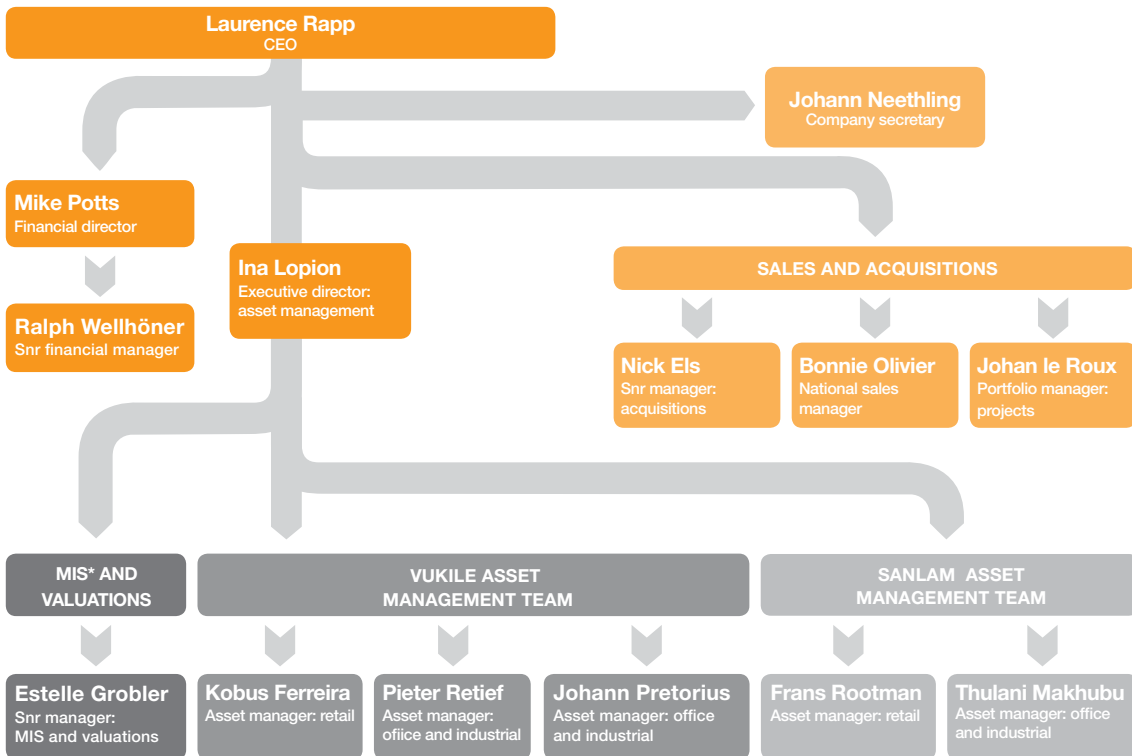 Laurence Rapp
CEO
Johann Neethling
Company secretary
Mike Potts
Financial director
Ina Lopion
Executive director:
asset management
SALES AND ACQUISITIONS
Ralph Wellhöner
Snr financial manager
Nick Els
Snr manager:
acquisitions
Bonnie Olivier
National sales
manager
Johan le Roux
Portfolio manager:
projects
MIS* AND
VALUATIONS
VUKILE ASSET
MANAGEMENT TEAM
SANLAM ASSET
MANAGEMENT TEAM
Estelle Grobler
Snr manager:
MIS and valuations
Kobus Ferreira
Asset manager: retail
Pieter Retief
Asset manager:
ofiice and industrial
Johann Pretorius
Asset manager: office
and industrial
Frans Rootman
Asset manager: retail
Thulani Makhubu
Asset manager: office
and industrial